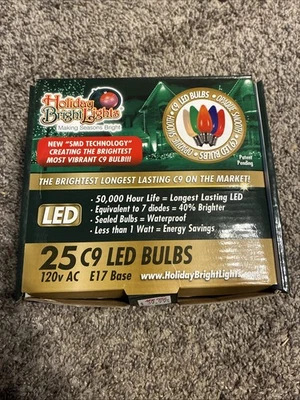 Holiday
Bright Lights
Making Seasons Bright
NEW "SMD TECHNOLOGY"
CREATING THE BRIGHTEST
MOST VIBRANT C9 BULB!!!
OPAQUE SMOOTH
C9 LED BULBS
Patent
Pending
THE BRIGHTEST LONGEST LASTING C9 ON THE MARKET!
LED
- 50,000 Hour Life = Longest Lasting LED
- Equivalent to 7 diodes = 40% Brighter
- Sealed Bulbs = Waterproof
- Less than 1 Watt = Energy Savings
25 C9 LED BULBS
120v AC E17 Base
www.HolidayBrightLight